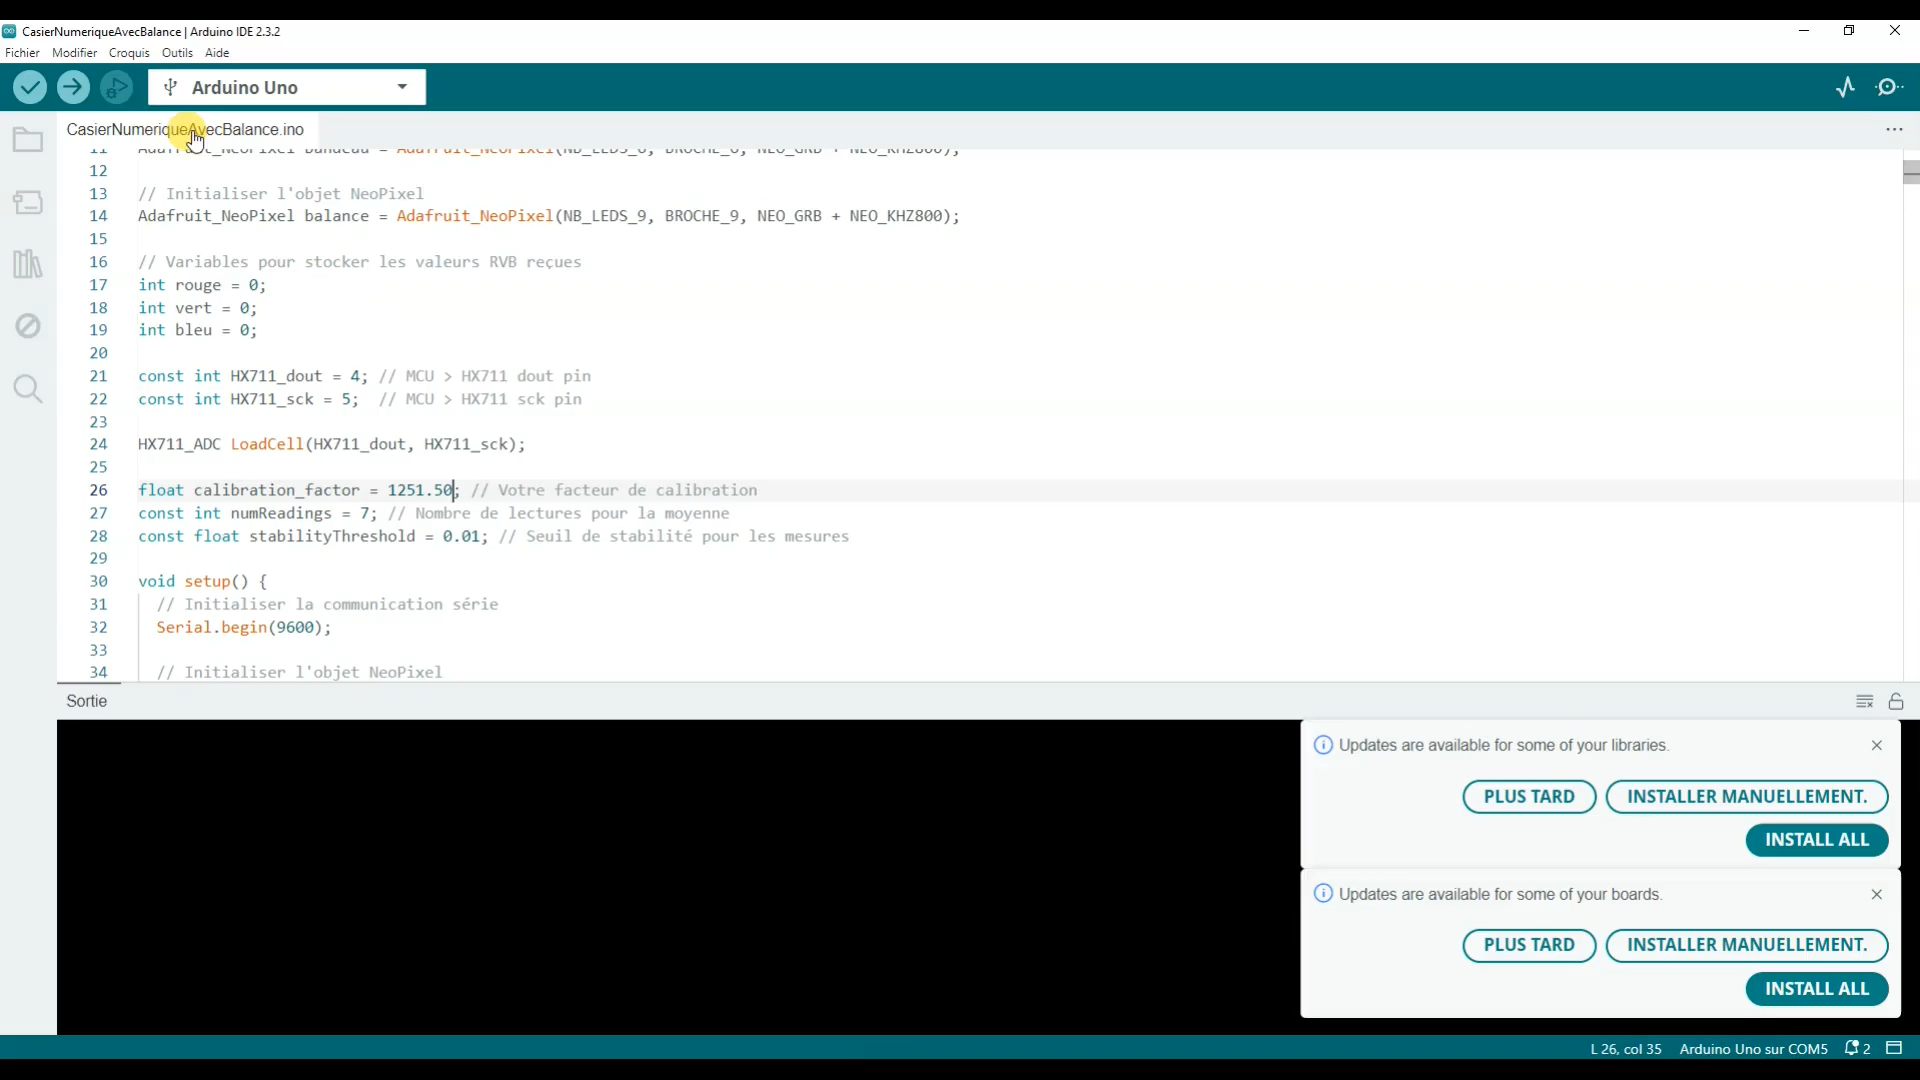 CasierNumeriqueAvecBalance | Arduino IDE 2.3.2
Fichier Modifier Croquis Outils Aide
Arduino Uno
CasierNumeriqueAvecBalance.ino
11 Adafruit_NeoPixel bandeau = Adafruit_NeoPixel(NB_LEDS_6, BROCHE_6, NEO_GRB + NEO_KHZ800);
12
13 // Initialiser l'objet NeoPixel
14 Adafruit_NeoPixel balance = Adafruit_NeoPixel(NB_LEDS_9, BROCHE_9, NEO_GRB + NEO_KHZ800);
15
16 // Variables pour stocker les valeurs RVB reçues
17 int rouge = 0;
18 int vert = 0;
19 int bleu = 0;
20
21 const int HX711_dout = 4; // MCU > HX711 dout pin
22 const int HX711_sck = 5; // MCU > HX711 sck pin
23
24 HX711_ADC LoadCell(HX711_dout, HX711_sck);
25
26 float calibration_factor = 1251.50; // Votre facteur de calibration
27 const int numReadings = 7; // Nombre de lectures pour la moyenne
28 const float stabilityThreshold = 0.01; // Seuil de stabilité pour les mesures
29
30 void setup() {
31 // Initialiser la communication série
32 Serial.begin(9600);
33
34 // Initialiser l'objet NeoPixel
Sortie
Updates are available for some of your libraries.
PLUS TARD INSTALLER MANUELLEMENT.
INSTALL ALL
Updates are available for some of your boards.
PLUS TARD INSTALLER MANUELLEMENT.
INSTALL ALL
L 26, col 35 Arduino Uno sur COM5 2